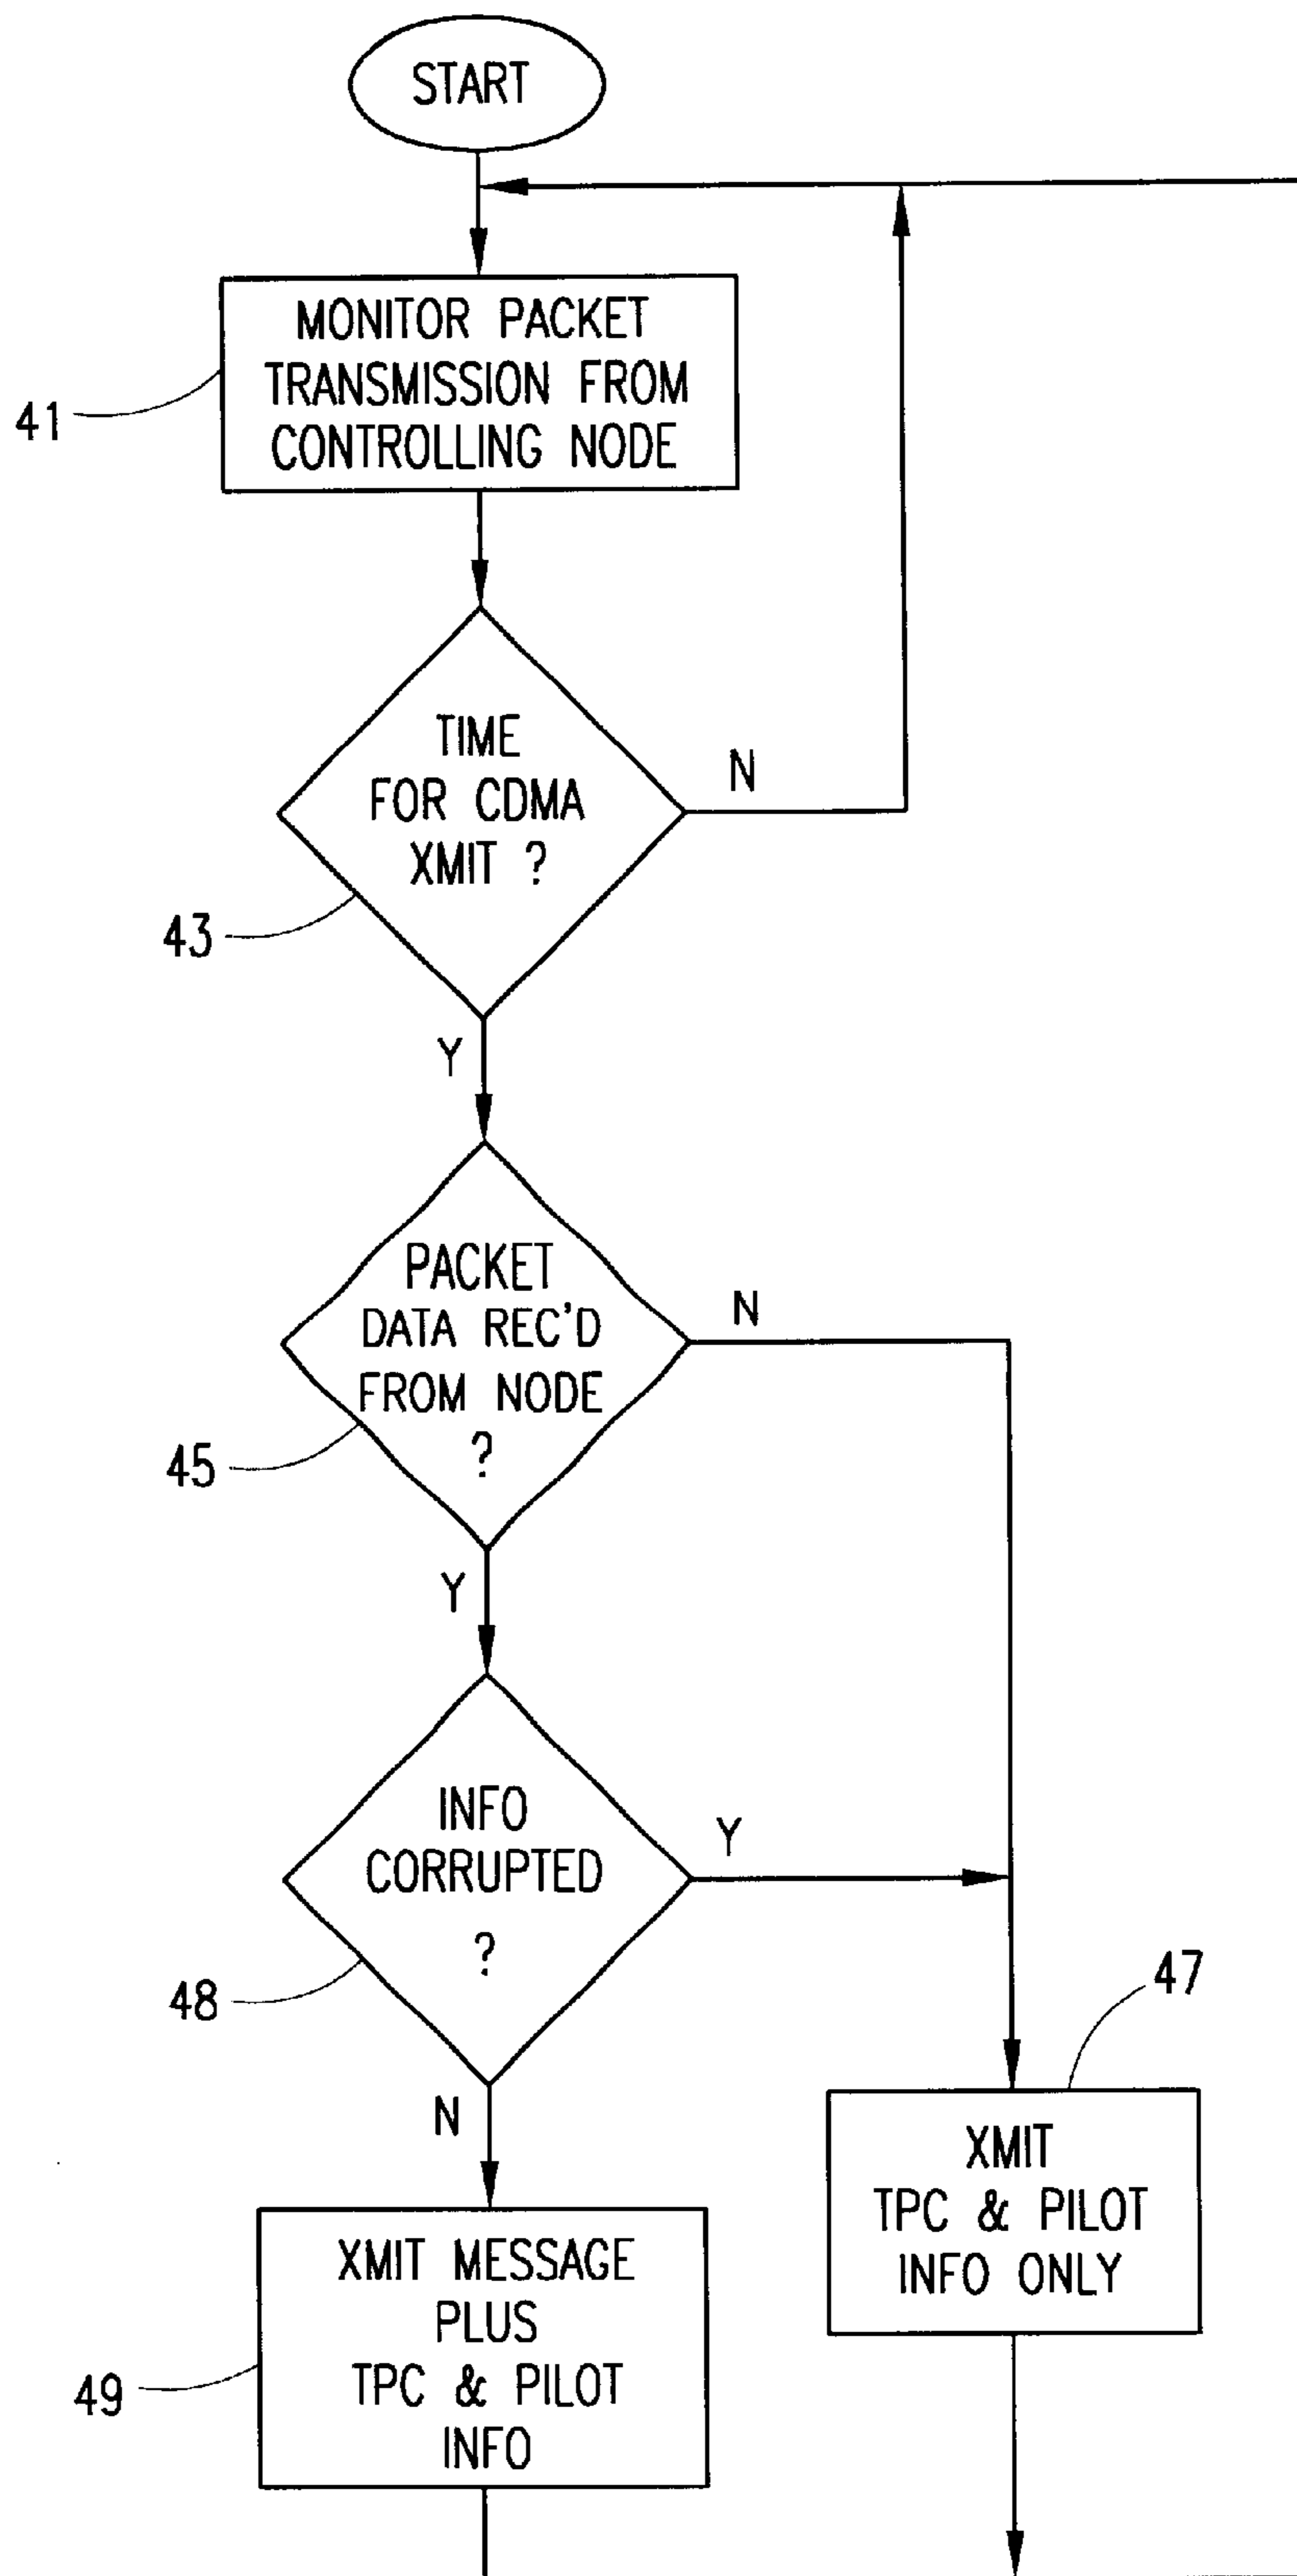 START
MONITOR PACKET
TRANSMISSION FROM
CONTROLLING NODE
41
TIME
FOR CDMA
XMIT ?
N
43
Y
PACKET
DATA REC'D
FROM NODE
?
N
45
Y
INFO
CORRUPTED
?
Y
48
47
N
XMIT
TPC & PILOT
INFO ONLY
XMIT MESSAGE
PLUS
TPC & PILOT
INFO
49